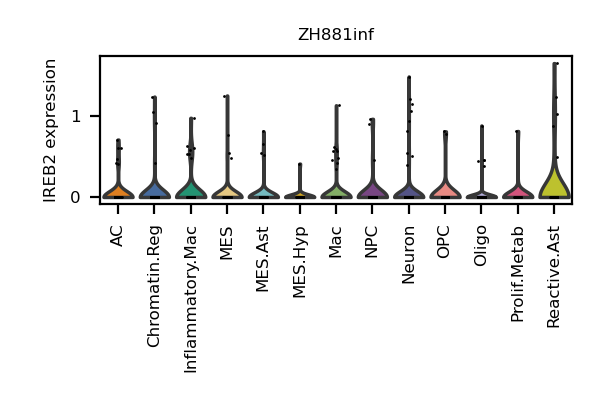 ZH881inf
IREB2 expression
1
0
AC
Chromatin.Reg
Inflammatory.Mac
MES
MES.Ast
MES.Hyp
Mac
NPC
Neuron
OPC
Oligo
Prolif.Metab
Reactive.Ast